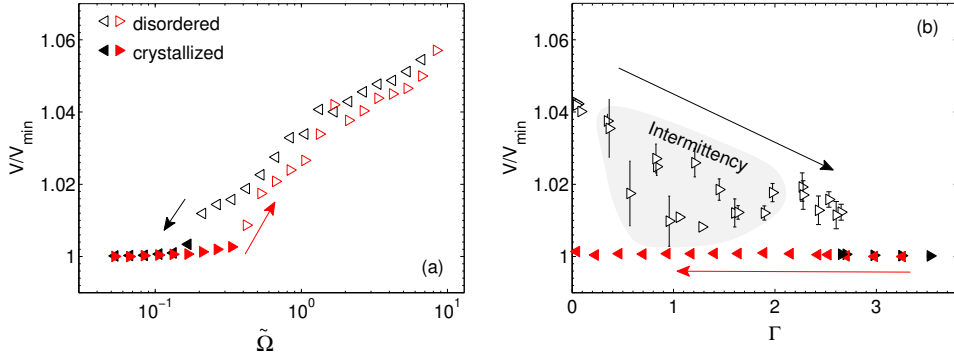 1.06
1.04
1.02
1
V/V_min
disordered
crystallized
(a)
10^-1
10^0
10^1
Ω̃
1.06
1.04
1.02
1
V/V_min
(b)
Intermittency
0
1
2
3
Γ